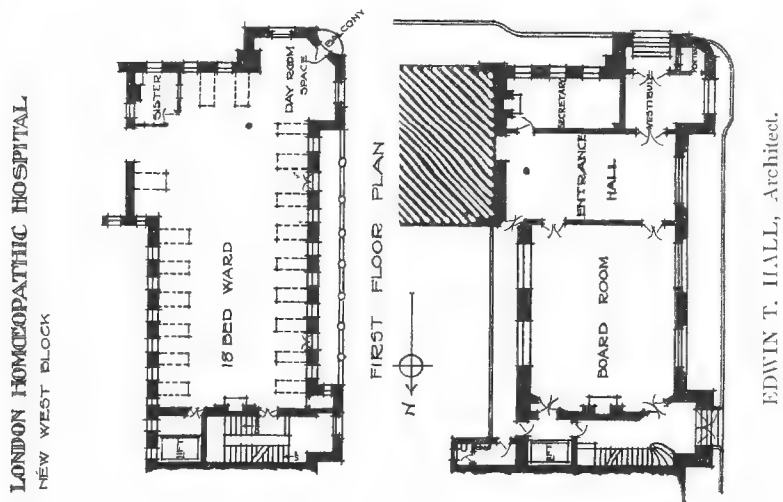 LONDON HOMŒOPATHIC HOSPITAL
NEW WEST BLOCK
LIFT
18 BED WARD
SISTER
DAY ROOM
SPACE
BALCONY
FIRST FLOOR PLAN
N
LIFT
BOARD ROOM
ENTRANCE
HALL
SECRETARY
VESTIBULE
EDWIN T. HALL, Architect.